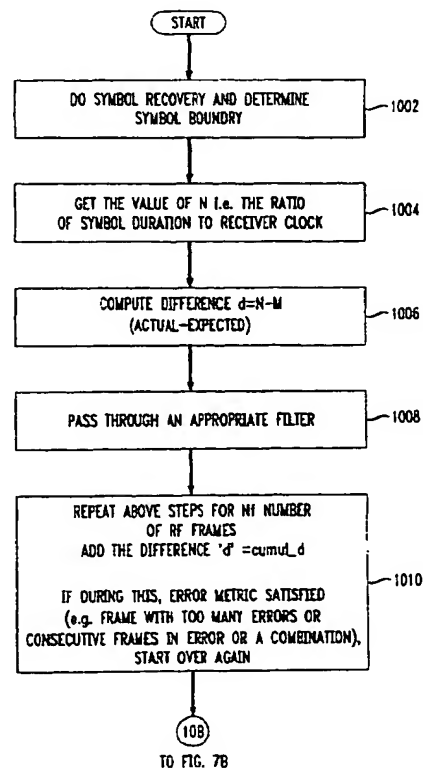 START
DO SYMBOL RECOVERY AND DETERMINE
SYMBOL BOUNDRY
1002
GET THE VALUE OF N i.e. THE RATIO
OF SYMBOL DURATION TO RECEIVER CLOCK
1004
COMPUTE DIFFERENCE d=N-M
(ACTUAL-EXPECTED)
1006
PASS THROUGH AN APPROPRIATE FILTER
1008
REPEAT ABOVE STEPS FOR Nf NUMBER
OF RF FRAMES
ADD THE DIFFERENCE 'd' =cumul_d
IF DURING THIS, ERROR METRIC SATISFIED
(e.g. FRAME WITH TOO MANY ERRORS OR
CONSECUTIVE FRAMES IN ERROR OR A COMBINATION),
START OVER AGAIN
1010
10B
TO FIG. 7B